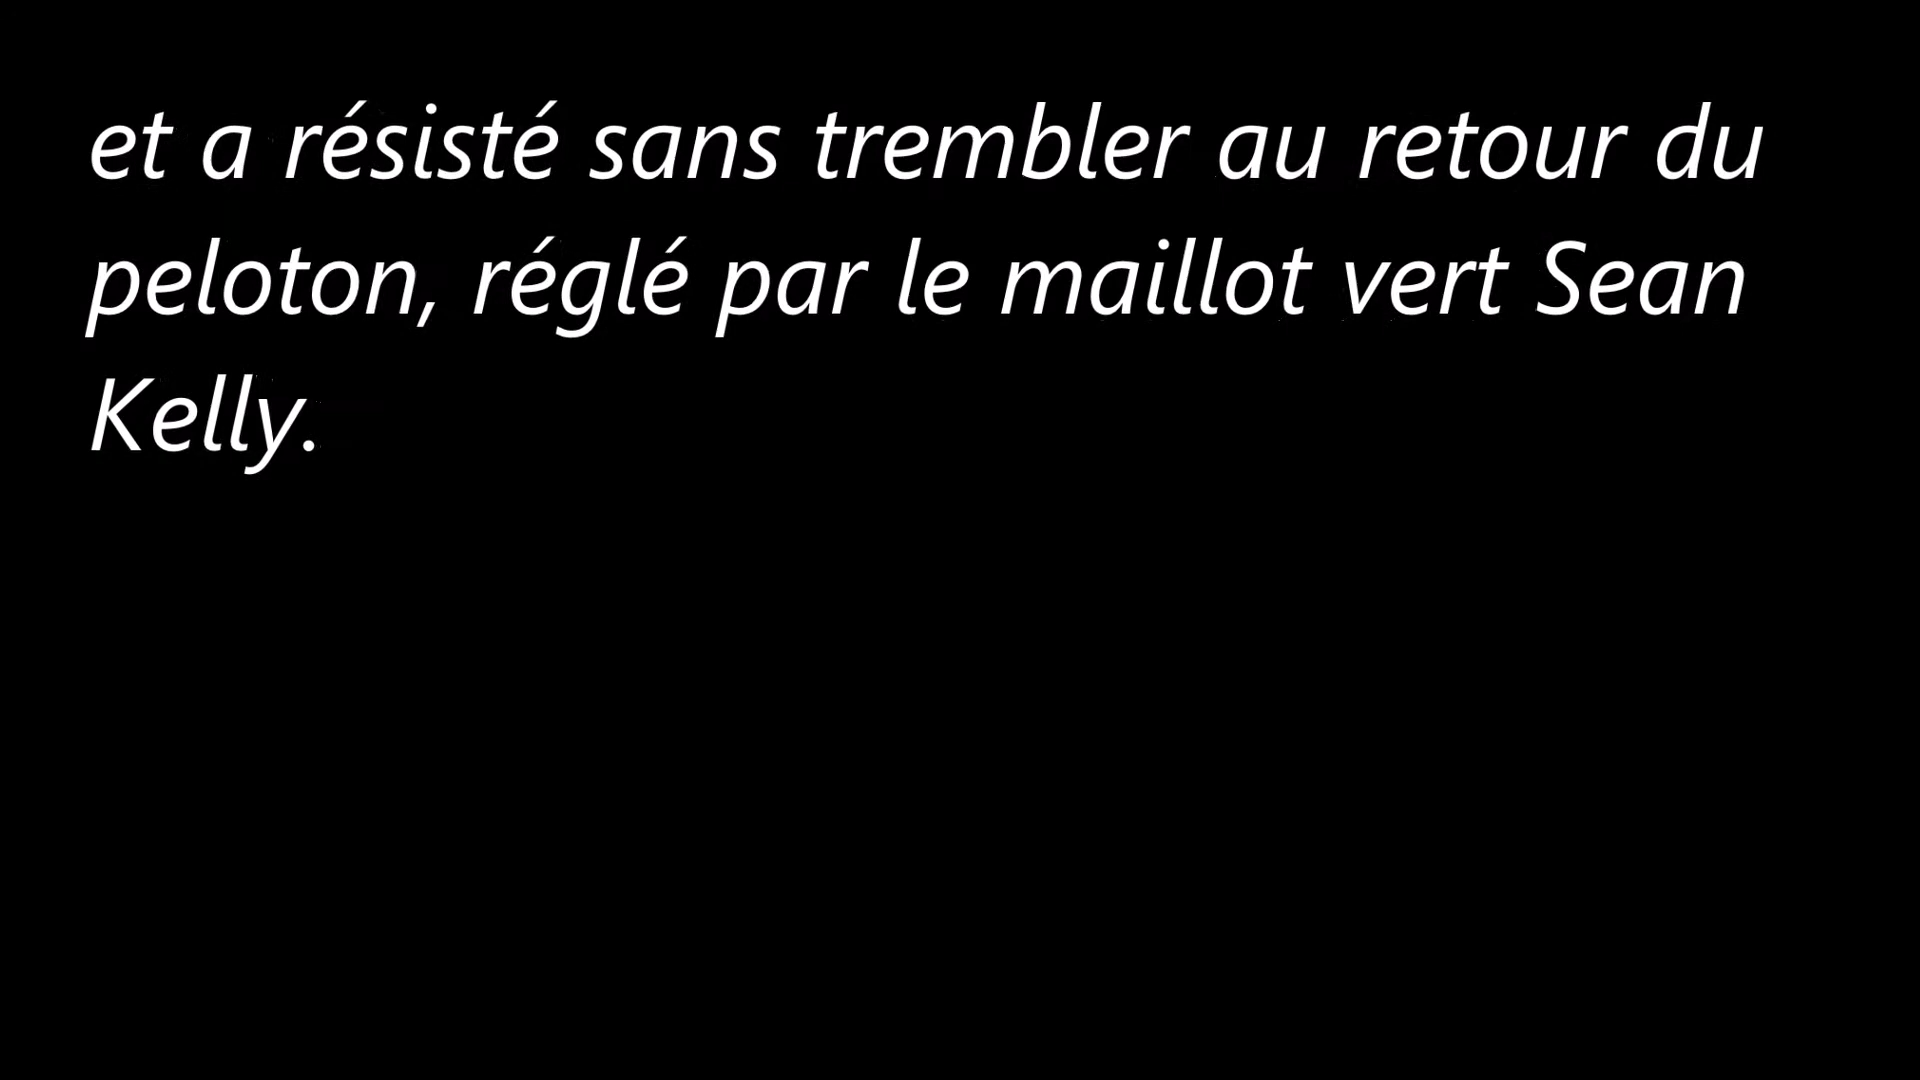 et a résisté sans trembler au retour du
peloton, réglé par le maillot vert Sean
Kelly.